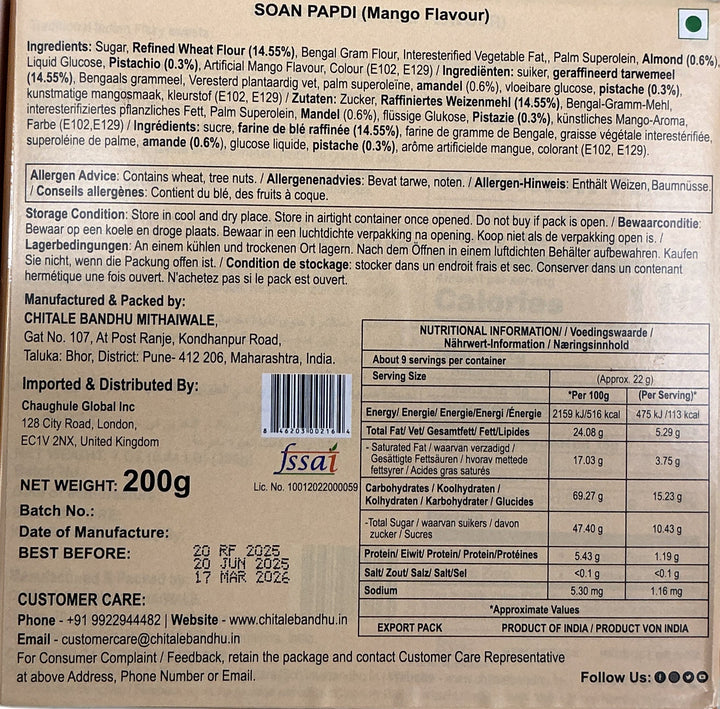 SOAN PAPDI (Mango Flavour)
Ingredients: Sugar, Refined Wheat Flour (14.55%), Bengal Gram Flour, Interesterified Vegetable Fat,, Palm Superolein, Almond (0.6%),
Liquid Glucose, Pistachio (0.3%), Artificial Mango Flavour, Colour (E102, E129) / Ingrediënten: suiker, geraffineerd tarwemeel
(14.55%), Bengaals grammeel, Veresterd plantaardig vet, palm superoleïne, amandel (0.6%), vloeibare glucose, pistache (0.3%),
kunstmatige mangosmaak, kleurstof (E102, E129) / Zutaten: Zucker, Raffiniertes Weizenmehl (14.55%), Bengal-Gramm-Mehl,
interesterifiziertes pflanzliches Fett, Palm Superolein, Mandel (0.6%), flüssige Glukose, Pistazie (0.3%), künstliches Mango-Aroma,
Farbe (E102,E129) / Ingrédients: sucre, farine de blé raffinée (14.55%), farine de gramme de Bengale, graisse végétale interestérifiée,
superoléine de palme, amande (0.6%), glucose liquide, pistache (0.3%), arôme artificielde mangue, colorant (E102, E129).
Allergen Advice: Contains wheat, tree nuts. / Allergenenadvies: Bevat tarwe, noten. / Allergen-Hinweis: Enthält Weizen, Baumnüsse.
/ Conseils allergènes: Contient du blé, des fruits à coque.
Storage Condition: Store in cool and dry place. Store in airtight container once opened. Do not buy if pack is open. / Bewaarconditie:
Bewaar op een koele en droge plaats. Bewaar in een luchtdichte verpakking na opening. Koop niet als de verpakking open is. /
Lagerbedingungen: An einem kühlen und trockenen Ort lagern. Nach dem Öffnen in einem luftdichten Behälter aufbewahren. Kaufen
Sie nicht, wenn die Packung offen ist. / Condition de stockage: stocker dans un endroit frais et sec. Conserver dans un contenant
hermétique une fois ouvert. N'achetez pas si le pack est ouvert.
Manufactured & Packed by:
CHITALE BANDHU MITHAIWALE,
Gat No. 107, At Post Ranje, Kondhanpur Road,
Taluka: Bhor, District: Pune- 412 206, Maharashtra, India.
Imported & Distributed By:
Chaughule Global Inc
128 City Road, London,
EC1V 2NX, United Kingdom
8 46203 00216 4
fssai
Lic. No. 10012022000059
NET WEIGHT: 200g
Batch No.:
Date of Manufacture:
BEST BEFORE:
20 RF 2025
20 JUN 2025
17 MAR 2026
CUSTOMER CARE:
Phone - +91 9922944482 | Website - www.chitalebandhu.in
Email - customercare@chitalebandhu.in
For Consumer Complaint / Feedback, retain the package and contact Customer Care Representative
at above Address, Phone Number or Email.
NUTRITIONAL INFORMATION/ / Voedingswaarde /
Nährwert-Information / Næringsinnhold
About 9 servings per container
Serving Size (Approx. 22 g)
*Per 100g (Per Serving)*
Energy/ Energie/ Energie/Energi /Énergie 2159 kJ/516 kcal 475 kJ /113 kcal
Total Fat/ Vet/ Gesamtfett/ Fett/Lipides 24.08 g 5.29 g
- Saturated Fat / waarvan verzadigd /
Gesättigte Fettsäuren / hvorav mettede
fettsyrer / Acides gras saturés 17.03 g 3.75 g
Carbohydrates / Koolhydraten /
Kolhydraten / Karbohydrater / Glucides 69.27 g 15.23 g
-Total Sugar / waarvan suikers / davon
zucker / Sucres 47.40 g 10.43 g
Protein/ Eiwit/ Protein/ Protein/Protéines 5.43 g 1.19 g
Salt/ Zout/ Salz/ Salt/Sel <0.1 g <0.1 g
Sodium 5.30 mg 1.16 mg
*Approximate Values
EXPORT PACK PRODUCT OF INDIA / PRODUCT VON INDIA
Follow Us: